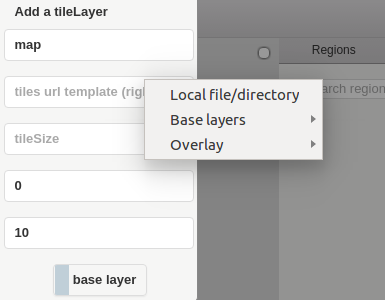 Add a tileLayer
map
Regions
tiles url template (righ
arch region
Local file/directory
Base layers
Overlay
tileSize
0
10
base layer